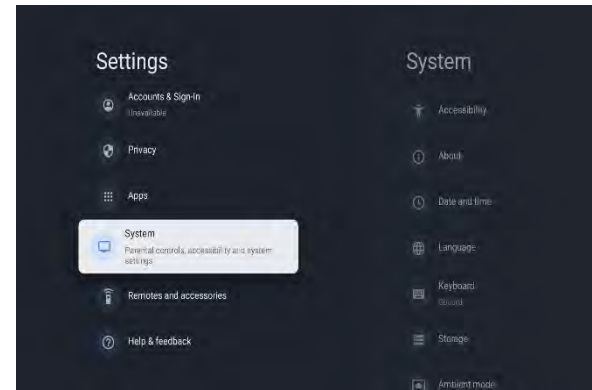 Settings
Accounts & Sign-In
Unavailable
Privacy
Apps
System
Parental controls, accessibility and system
settings
Remotes and accessories
Help & feedback
System
Accessibility
About
Date and time
Language
Keyboard
Gboard
Storage
Ambient mode